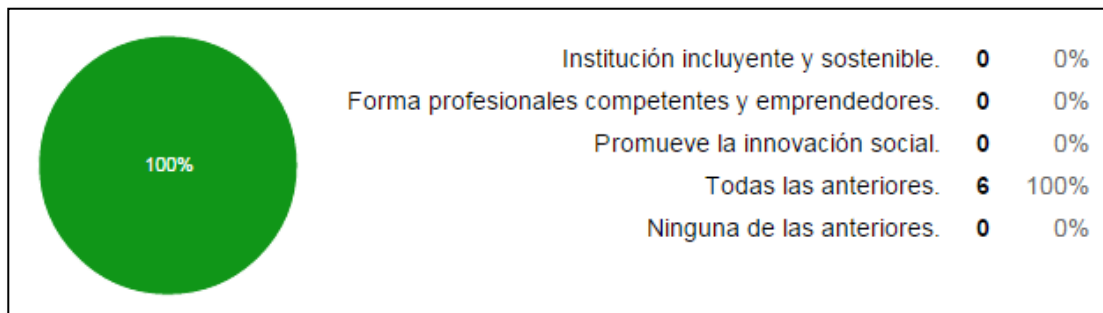 Institución incluyente y sostenible. 0 0%
Forma profesionales competentes y emprendedores. 0 0%
100% Promueve la innovación social. 0 0%
Todas las anteriores. 6 100%
Ninguna de las anteriores. 0 0%